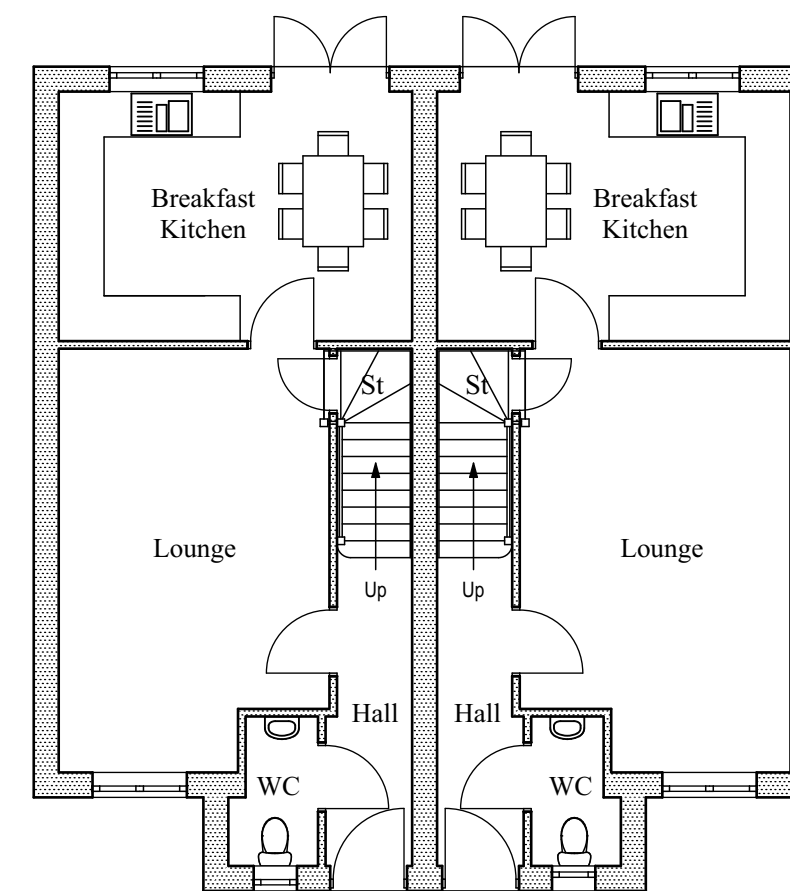 Breakfast
Kitchen
Breakfast
Kitchen
St
St
Lounge
Lounge
Up
Up
Hall
Hall
WC
WC